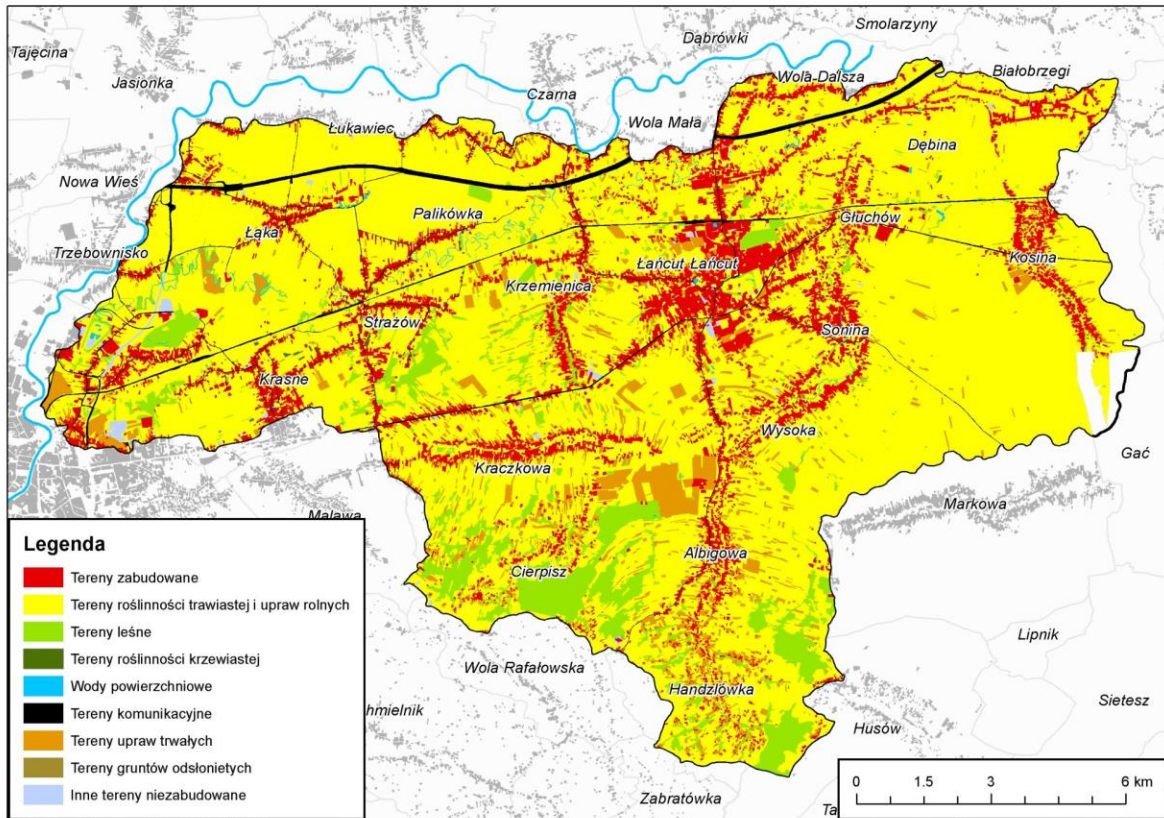 Smolarzyny
Dąbrówki
Tajęcina
Jasionka
Wola Dalsza
Białobrzegi
Czarna
Łukawiec
Wola Mała
Dębina
Nowa Wieś
Palikówka
Głuchów
Łąka
Trzebownisko
Łańcut Łańcut
Kosina
Krzemienica
Strażów
Sonina
Krasne
Wysoka
Gać
Kraczkowa
Markowa
Malawa
Albigowa
Cierpisz
Lipnik
Wola Rafałowska
Handzlówka
Sietesz
hmielnik
Husów
Zabratówka
Ta
Legenda
Tereny zabudowane
Tereny roślinności trawiastej i upraw rolnych
Tereny leśne
Tereny roślinności krzewiastej
Wody powierzchniowe
Tereny komunikacyjne
Tereny upraw trwałych
Tereny gruntów odsłonietych
Inne tereny niezabudowane
0 1.5 3 6 km